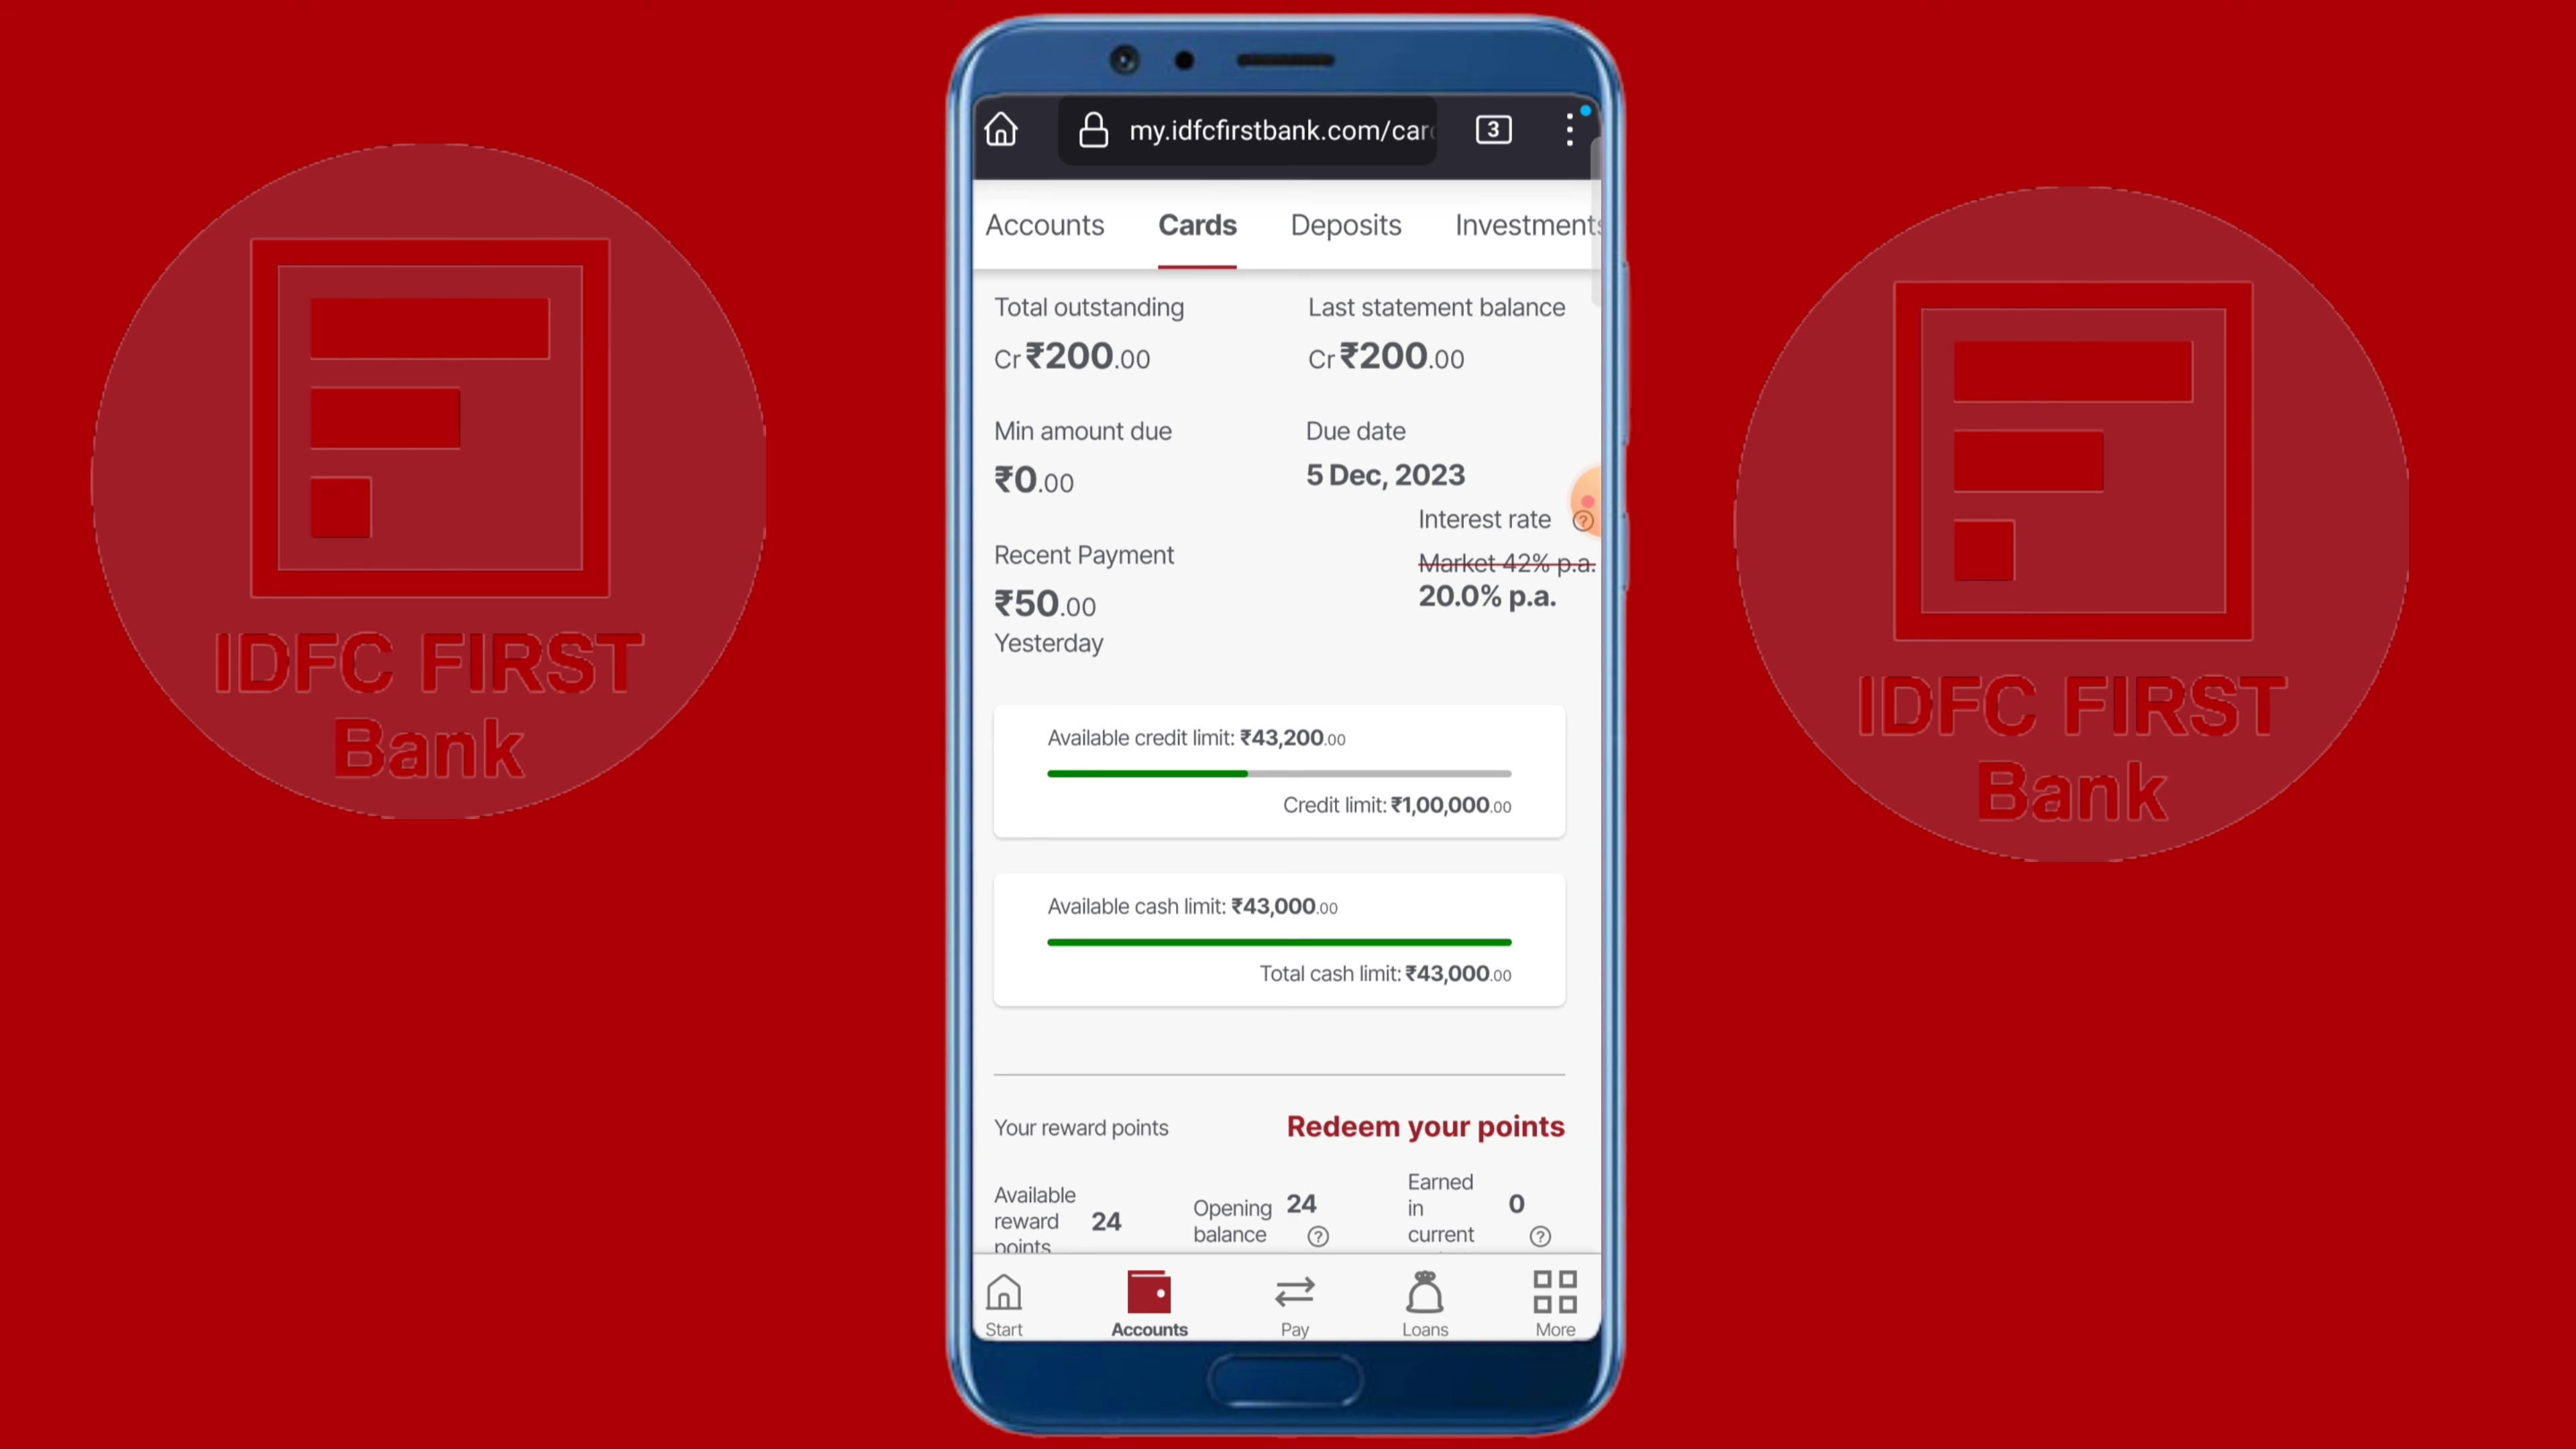 my.idfcfirstbank.com/car
3
Accounts Cards Deposits Investments
Total outstanding Last statement balance
Cr ₹200.00 Cr ₹200.00
Min amount due Due date
₹0.00 5 Dec, 2023
Interest rate ?
Recent Payment Market 42% p.a.
₹50.00 20.0% p.a.
Yesterday
Available credit limit: ₹43,200.00
Credit limit: ₹1,00,000.00
Available cash limit: ₹43,000.00
Total cash limit: ₹43,000.00
Your reward points Redeem your points
Available reward points 24
Opening balance 24 ?
Earned in current 0 ?
Start Accounts Pay Loans More
IDFC FIRST
Bank
IDFC FIRST
Bank